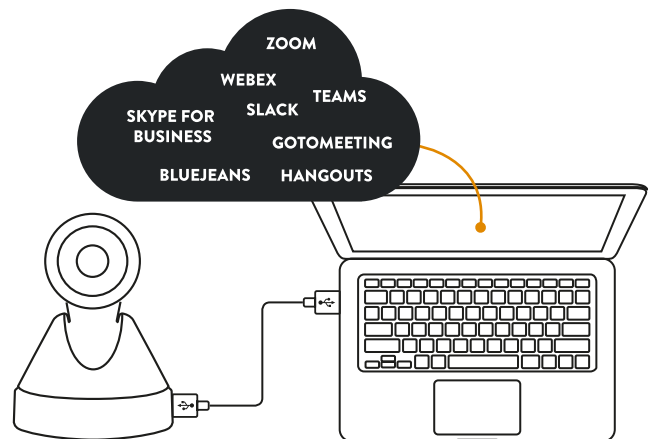 ZOOM
WEBEX
TEAMS
SLACK
SKYPE FOR
BUSINESS
GOTOMEETING
BLUEJEANS
HANGOUTS